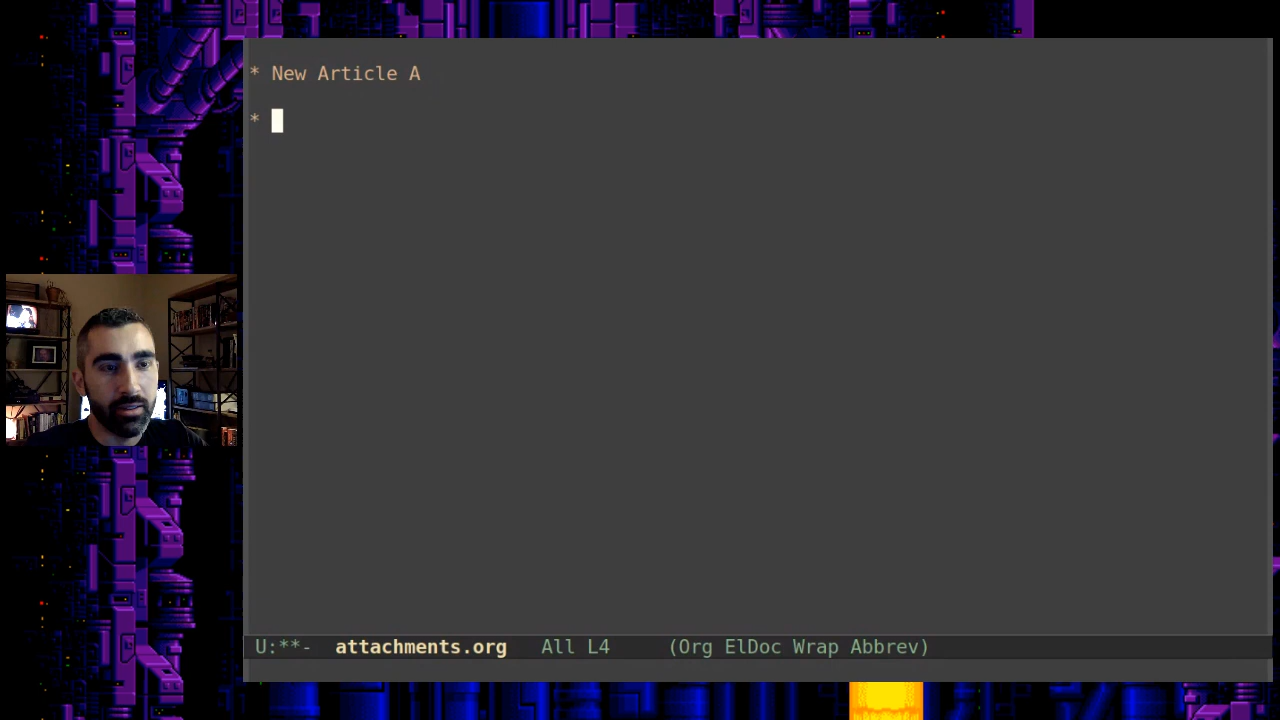 * New Article A
*
U:**-  attachments.org   All L4     (Org ElDoc Wrap Abbrev)